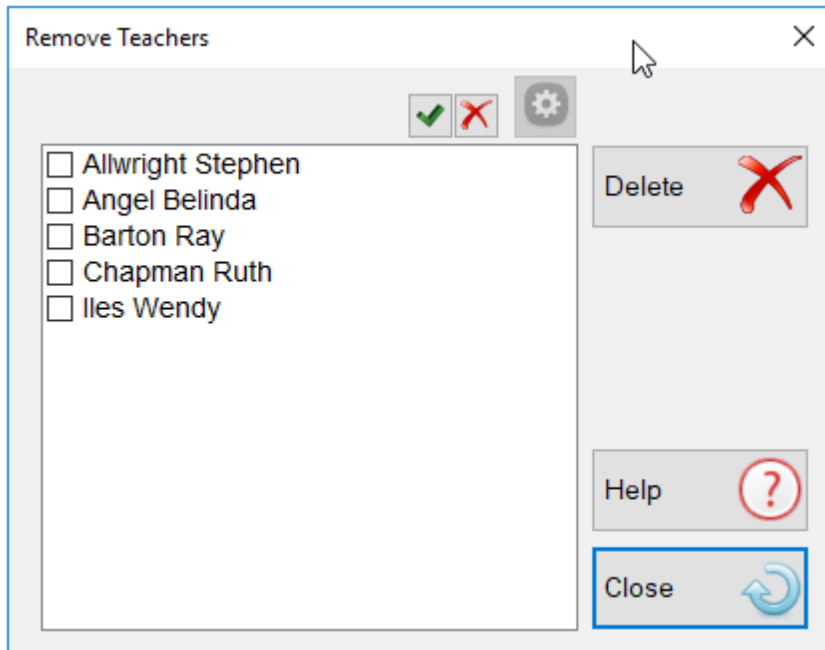 Remove Teachers
Allwright Stephen
Angel Belinda
Barton Ray
Chapman Ruth
Iles Wendy
Delete
Help
?
Close